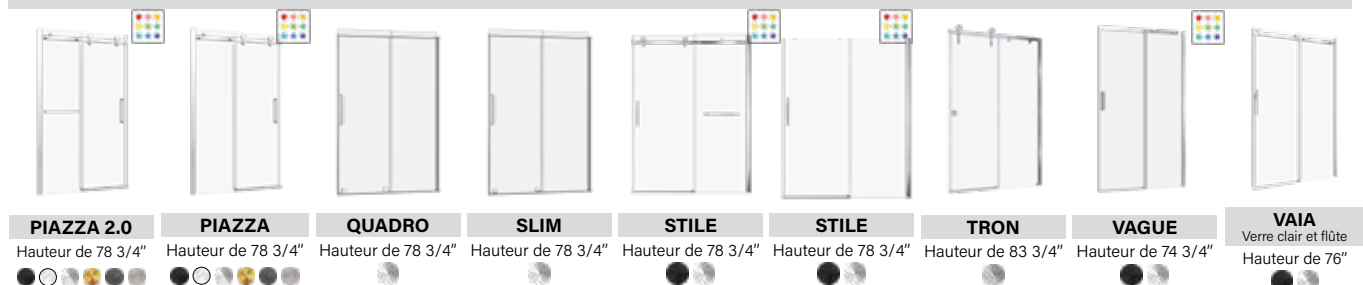 PIAZZA 2.0
Hauteur de 78 3/4"
PIAZZA
Hauteur de 78 3/4"
QUADRO
Hauteur de 78 3/4"
SLIM
Hauteur de 78 3/4"
STILE
Hauteur de 78 3/4"
STILE
Hauteur de 78 3/4"
TRON
Hauteur de 83 3/4"
VAGUE
Hauteur de 74 3/4"
VAIA
Verre clair et flûte
Hauteur de 76"